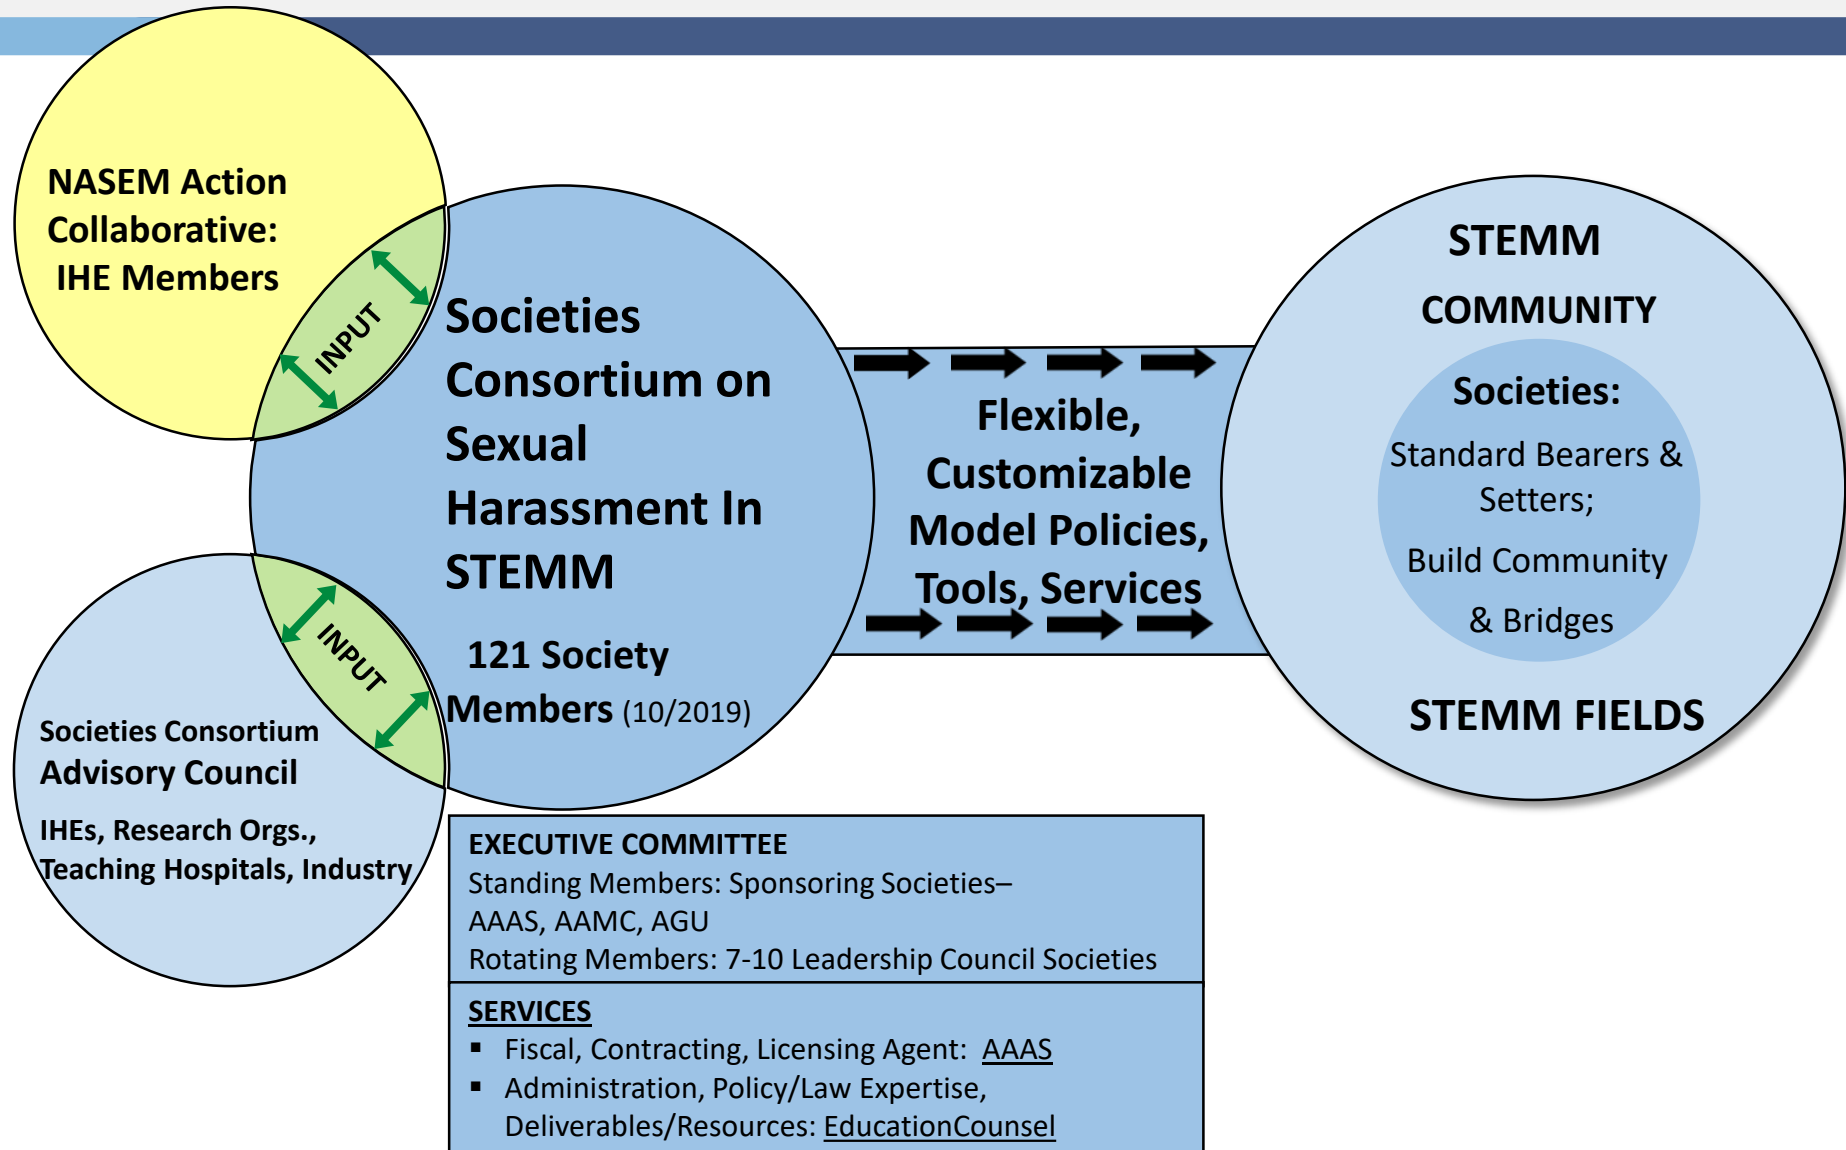 NASEM Action
Collaborative:
IHE Members
INPUT
Societies
Consortium on
Sexual
Harassment In
STEMM
121 Society
Members (10/2019)
INPUT
Societies Consortium
Advisory Council
IHEs, Research Orgs.,
Teaching Hospitals, Industry
Flexible,
Customizable
Model Policies,
Tools, Services
STEMM
COMMUNITY
Societies:
Standard Bearers &
Setters;
Build Community
& Bridges
STEMM FIELDS
EXECUTIVE COMMITTEE
Standing Members: Sponsoring Societies–
AAAS, AAMC, AGU
Rotating Members: 7-10 Leadership Council Societies
SERVICES
▪ Fiscal, Contracting, Licensing Agent: AAAS
▪ Administration, Policy/Law Expertise,
Deliverables/Resources: EducationCounsel